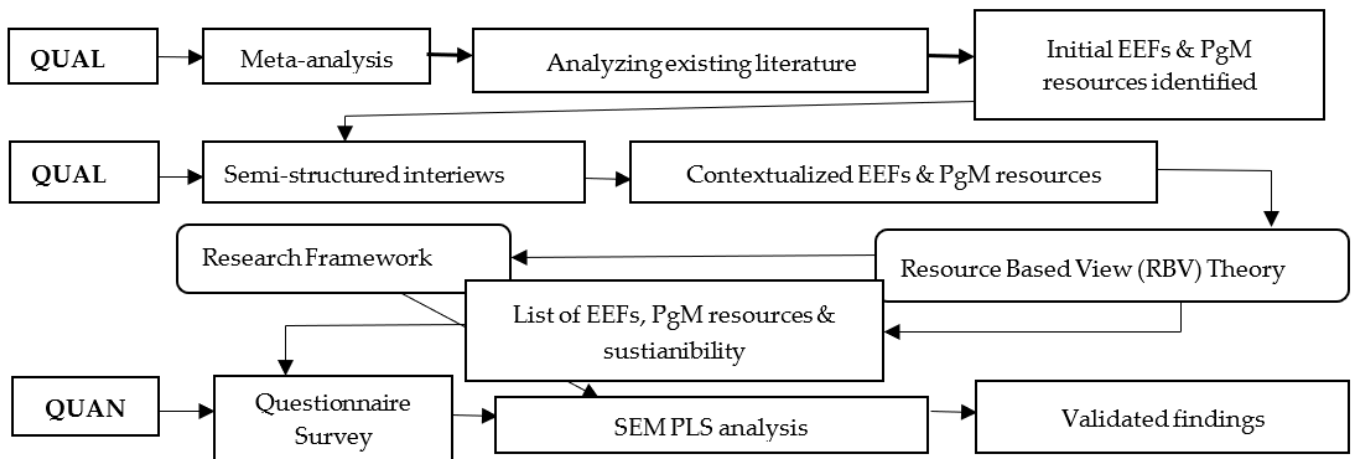 QUAL
Meta-analysis
Analyzing existing literature
Initial EEFs & PgM
resources identified
QUAL
Semi-structured interiews
Contextualized EEFs & PgM resources
Research Framework
Resource Based View (RBV) Theory
List of EEFs, PgM resources &
sustianibility
QUAN
Questionnaire
Survey
SEM PLS analysis
Validated findings